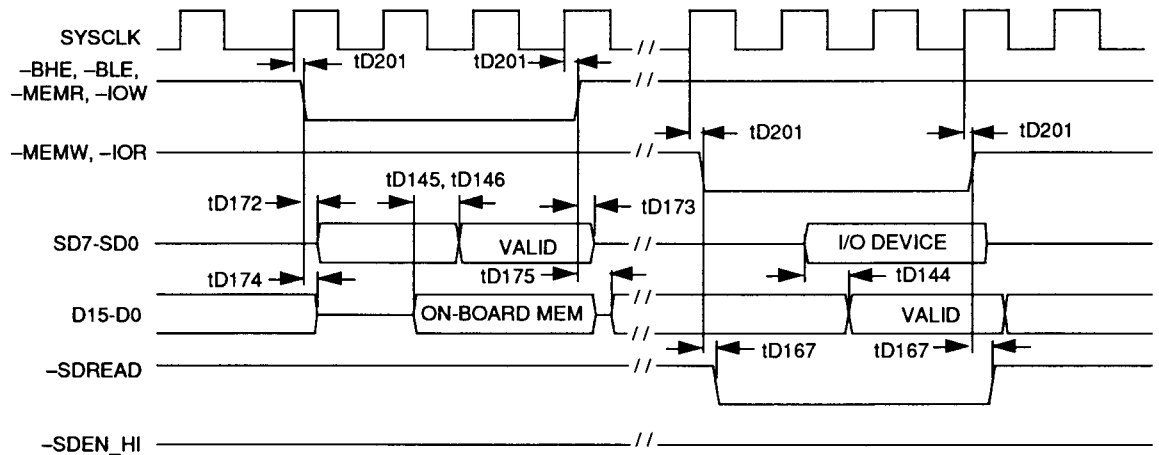 SYSCLK
//
tD201 tD201
–BHE, –BLE,
–MEMR, –IOW
//
tD201 tD201
–MEMW, –IOR
//
tD145, tD146
tD172 tD173
SD7-SD0 VALID // I/O DEVICE
tD174 tD175 tD144
D15-D0 ON-BOARD MEM // // VALID
tD167 tD167
–SDREAD //
–SDEN_HI //